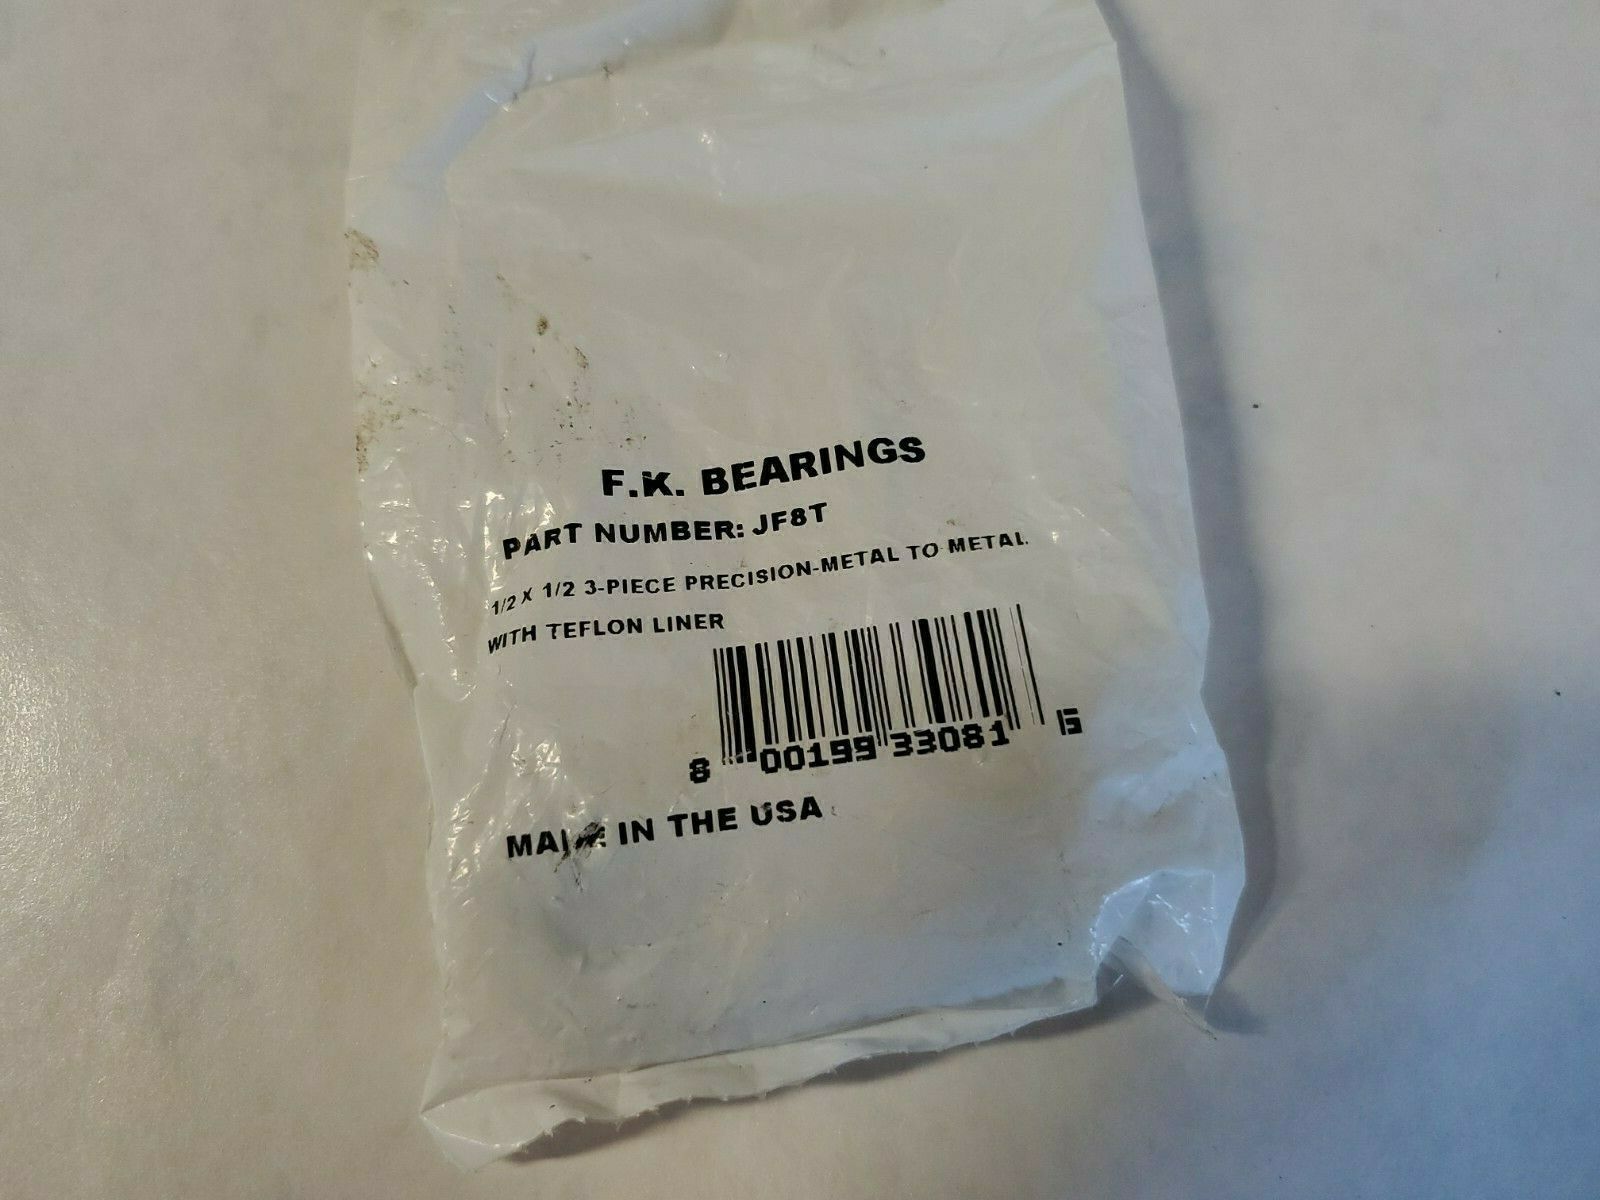 F.K. BEARINGS
PART NUMBER: JF8T
1/2 X 1/2 3-PIECE PRECISION-METAL TO METAL
WITH TEFLON LINER
8 00199 33081 5
MADE IN THE USA